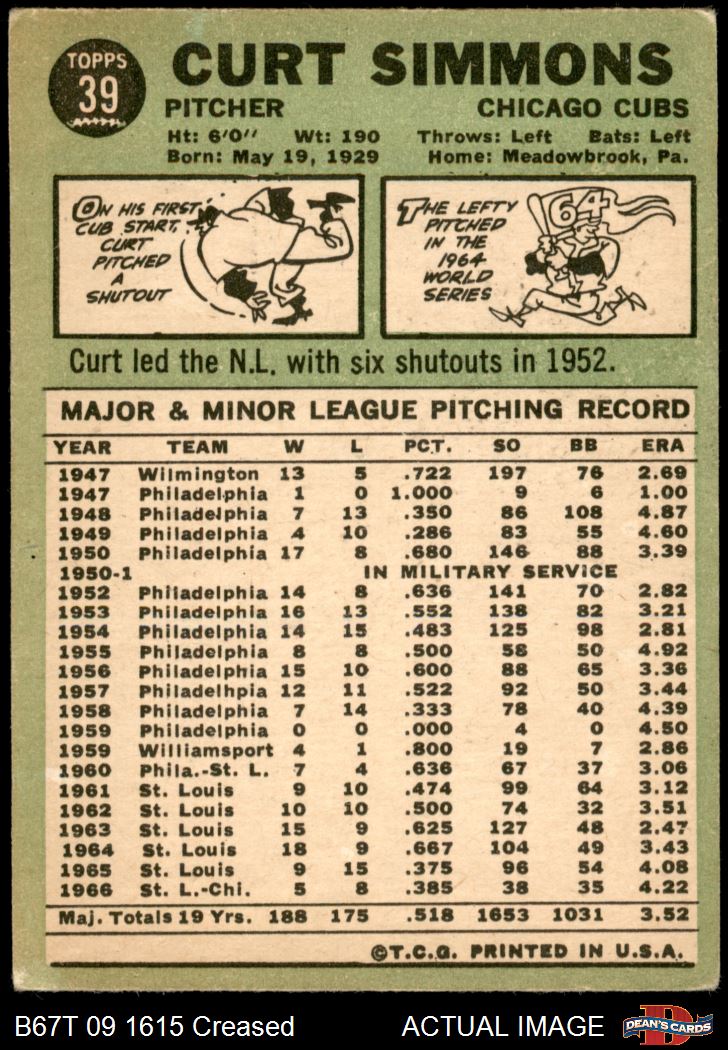 TOPPS
39
CURT SIMMONS
PITCHER CHICAGO CUBS
Ht: 6'0" Wt: 190 Throws: Left Bats: Left
Born: May 19, 1929 Home: Meadowbrook, Pa.
ON HIS FIRST
CUB START,
CURT
PITCHED
A
SHUTOUT
THE LEFTY
PITCHED
IN THE
1964
WORLD
SERIES
64
Curt led the N.L. with six shutouts in 1952.
MAJOR & MINOR LEAGUE PITCHING RECORD
YEAR TEAM W L PCT. SO BB ERA
1947 Wilmington 13 5 .722 197 76 2.69
1947 Philadelphia 1 0 1.000 9 6 1.00
1948 Philadelphia 7 13 .350 86 108 4.87
1949 Philadelphia 4 10 .286 83 55 4.60
1950 Philadelphia 17 8 .680 146 88 3.39
1950-1 IN MILITARY SERVICE
1952 Philadelphia 14 8 .636 141 70 2.82
1953 Philadelphia 16 13 .552 138 82 3.21
1954 Philadelphia 14 15 .483 125 98 2.81
1955 Philadelphia 8 8 .500 58 50 4.92
1956 Philadelphia 15 10 .600 88 65 3.36
1957 Philadelhpia 12 11 .522 92 50 3.44
1958 Philadelphia 7 14 .333 78 40 4.39
1959 Philadelphia 0 0 .000 4 0 4.50
1959 Williamsport 4 1 .800 19 7 2.86
1960 Phila.-St. L. 7 4 .636 67 37 3.06
1961 St. Louis 9 10 .474 99 64 3.12
1962 St. Louis 10 10 .500 74 32 3.51
1963 St. Louis 15 9 .625 127 48 2.47
1964 St. Louis 18 9 .667 104 49 3.43
1965 St. Louis 9 15 .375 96 54 4.08
1966 St. L.-Chi. 5 8 .385 38 35 4.22
Maj. Totals 19 Yrs. 188 175 .518 1653 1031 3.52
©T.C.G. PRINTED IN U.S.A.
B67T 09 1615 Creased ACTUAL IMAGE
D
DEAN'S CARDS